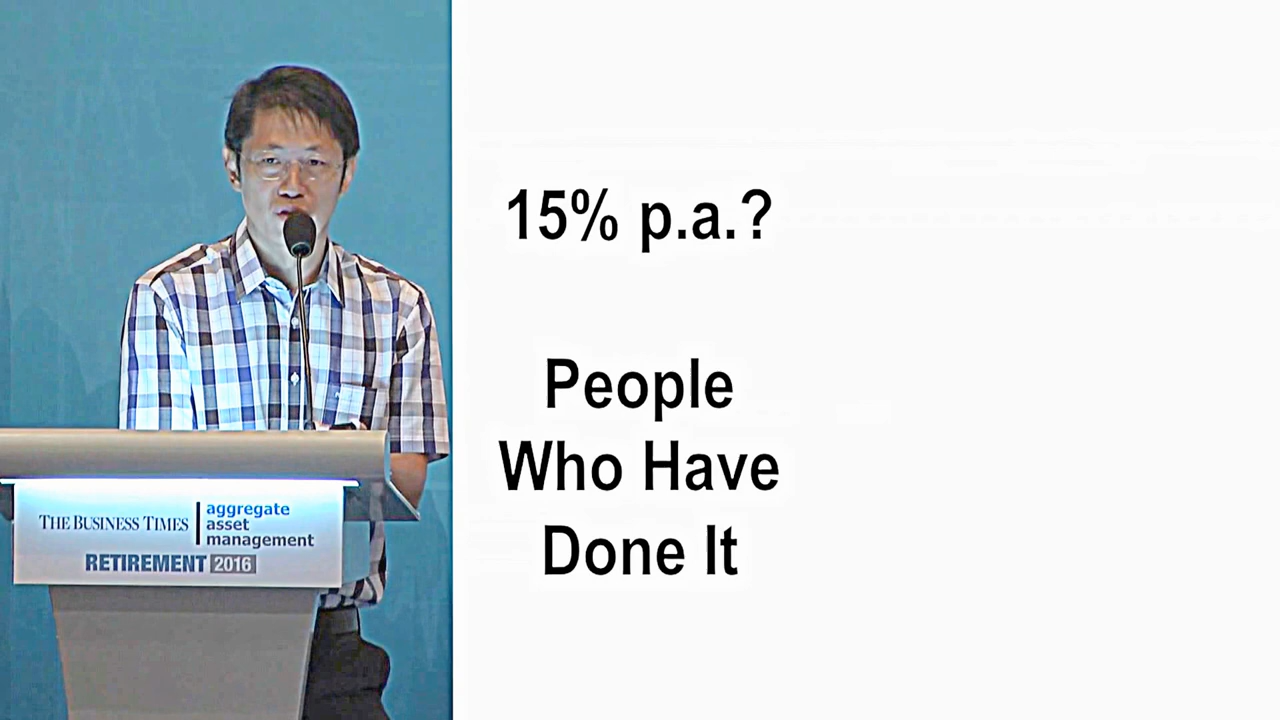 15% p.a.?
People
Who Have
Done It
THE BUSINESS TIMES
aggregate
asset
management
RETIREMENT 2016